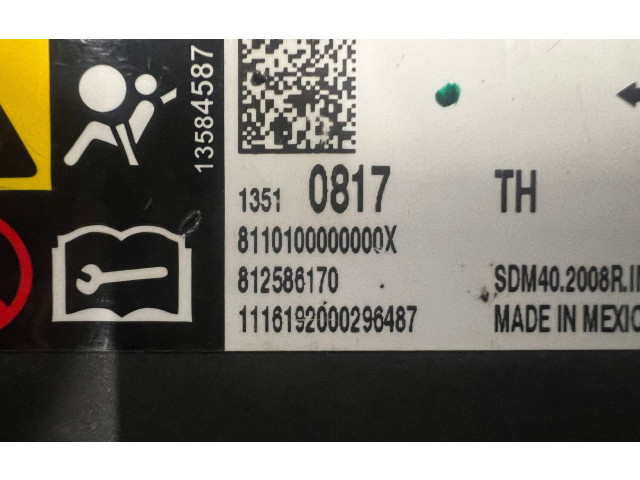 13584587
1351 0817 TH
8110100000000X
812586170 SDM40.2008R.
1116192000296487 MADE IN MEXIC